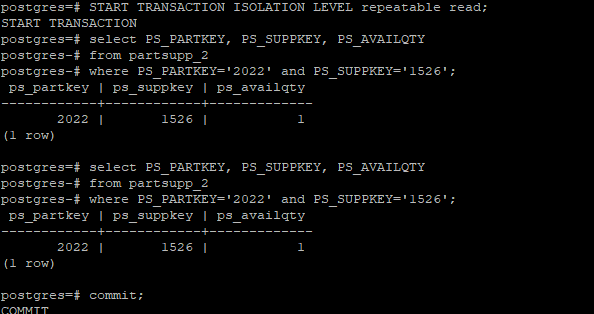 postgres=# START TRANSACTION ISOLATION LEVEL repeatable read;
START TRANSACTION
postgres=# select PS_PARTKEY, PS_SUPPKEY, PS_AVAILQTY
postgres-# from partsupp_2
postgres-# where PS_PARTKEY='2022' and PS_SUPPKEY='1526';
 ps_partkey | ps_suppkey | ps_availqty
------------+------------+-------------
       2022 |       1526 |           1
(1 row)

postgres=# select PS_PARTKEY, PS_SUPPKEY, PS_AVAILQTY
postgres-# from partsupp_2
postgres-# where PS_PARTKEY='2022' and PS_SUPPKEY='1526';
 ps_partkey | ps_suppkey | ps_availqty
------------+------------+-------------
       2022 |       1526 |           1
(1 row)

postgres=# commit;
COMMIT